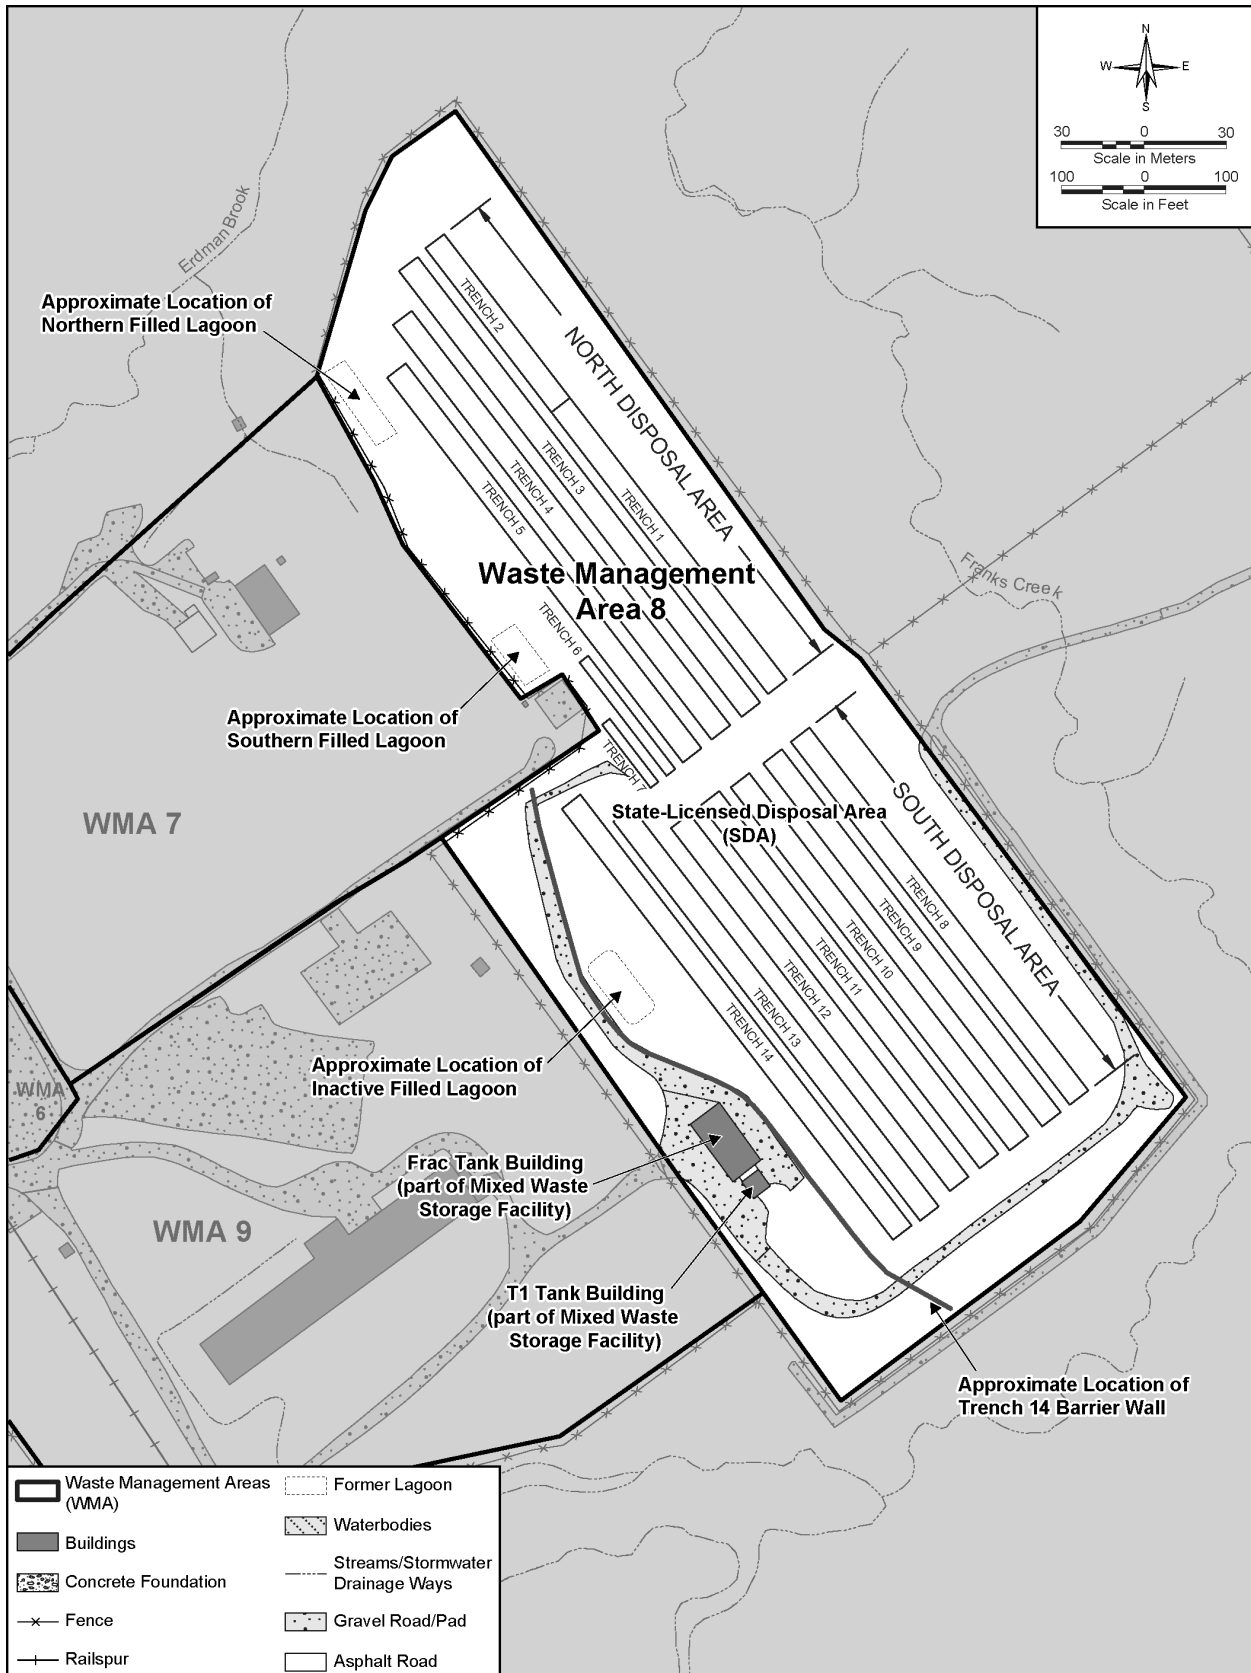 N
W E
S
30 0 30
Scale in Meters
100 0 100
Scale in Feet
Erdman Brook
Approximate Location of
Northern Filled Lagoon
TRENCH 2
NORTH DISPOSAL AREA
TRENCH 3
TRENCH 4
TRENCH 5
TRENCH 1
Waste Management
Area 8
Franks Creek
TRENCH 6
Approximate Location of
Southern Filled Lagoon
TRENCH 7
WMA 7
State-Licensed Disposal Area
(SDA)
SOUTH DISPOSAL AREA
TRENCH 8
TRENCH 9
TRENCH 10
TRENCH 11
TRENCH 12
TRENCH 13
TRENCH 14
Approximate Location of
Inactive Filled Lagoon
WMA
6
Frac Tank Building
(part of Mixed Waste
Storage Facility)
WMA 9
T1 Tank Building
(part of Mixed Waste
Storage Facility)
Approximate Location of
Trench 14 Barrier Wall
Waste Management Areas
(WMA)
Buildings
Concrete Foundation
Fence
Railspur
Former Lagoon
Waterbodies
Streams/Stormwater
Drainage Ways
Gravel Road/Pad
Asphalt Road